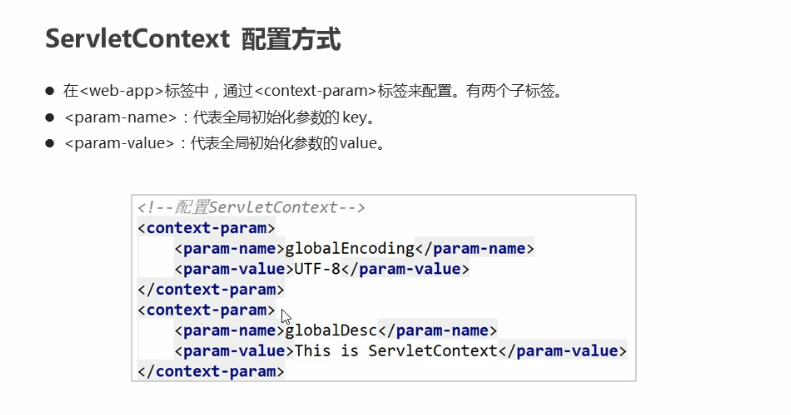 ServletContext 配置方式
● 在<web-app>标签中，通过<context-param>标签来配置。有两个子标签。
● <param-name>：代表全局初始化参数的 key。
● <param-value>：代表全局初始化参数的value。
<!--配置ServletContext-->
<context-param>
    <param-name>globalEncoding</param-name>
    <param-value>UTF-8</param-value>
</context-param>
<context-param>
    <param-name>globalDesc</param-name>
    <param-value>This is ServletContext</param-value>
</context-param>